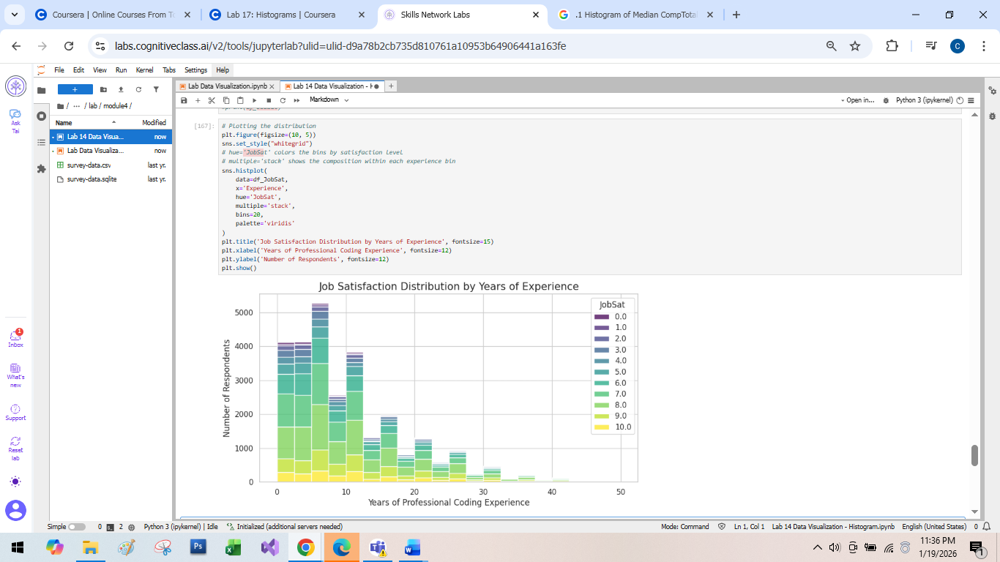 Coursera | Online Courses From To
Lab 17: Histograms | Coursera
Skills Network Labs
.1 Histogram of Median CompTotal
labs.cognitiveclass.ai/v2/tools/jupyterlab?ulid=ulid-d9a78b2cb735d810761a10953b64906441a163fe
C
File Edit View Run Kernel Tabs Settings Help
Lab Data Visualization.ipynb
Lab 14 Data Visualization - H
Markdown
Open in...
Python 3 (ipykernel)
/ ... / lab / module4 /
Name Modified
Lab 14 Data Visua... now
Lab Data Visualiza... now
survey-data.csv last yr.
survey-data.sqlite last yr.
Ask
Tai
1
Inbox
What's
new
Support
Reset
lab
[167]:
# Plotting the distribution
plt.figure(figsize=(10, 5))
sns.set_style("whitegrid")
# hue='JobSat' colors the bins by satisfaction level
# multiple='stack' shows the composition within each experience bin
sns.histplot(
data=df_JobSat,
x='Experience',
hue='JobSat',
multiple='stack',
bins=20,
palette='viridis'
)
plt.title('Job Satisfaction Distribution by Years of Experience', fontsize=15)
plt.xlabel('Years of Professional Coding Experience', fontsize=12)
plt.ylabel('Number of Respondents', fontsize=12)
plt.show()
Job Satisfaction Distribution by Years of Experience
Number of Respondents
5000
4000
3000
2000
1000
0
0 10 20 30 40 50
Years of Professional Coding Experience
JobSat
0.0
1.0
2.0
3.0
4.0
5.0
6.0
7.0
8.0
9.0
10.0
Simple 0 2 Python 3 (ipykernel) | Idle Initialized (additional servers needed)
Mode: Command Ln 1, Col 1 Lab 14 Data Visualization - Histogram.ipynb English (United States) 0
Ps
11:36 PM
1/19/2026
1